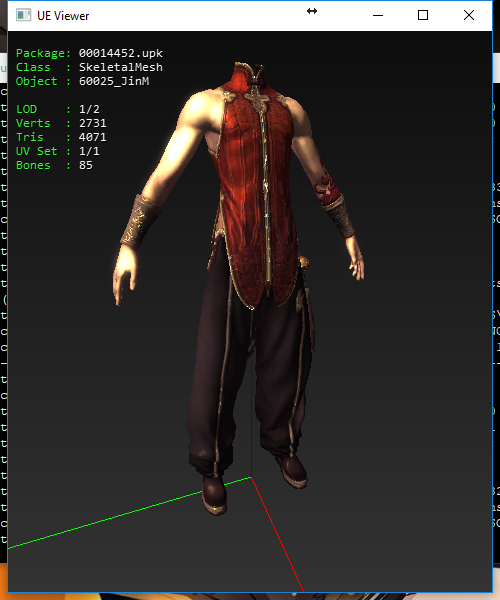 UE Viewer
Package: 00014452.upk
Class : SkeletalMesh
Object : 60025_JinM
LOD : 1/2
Verts : 2731
Tris : 4071
UV Set : 1/1
Bones : 85